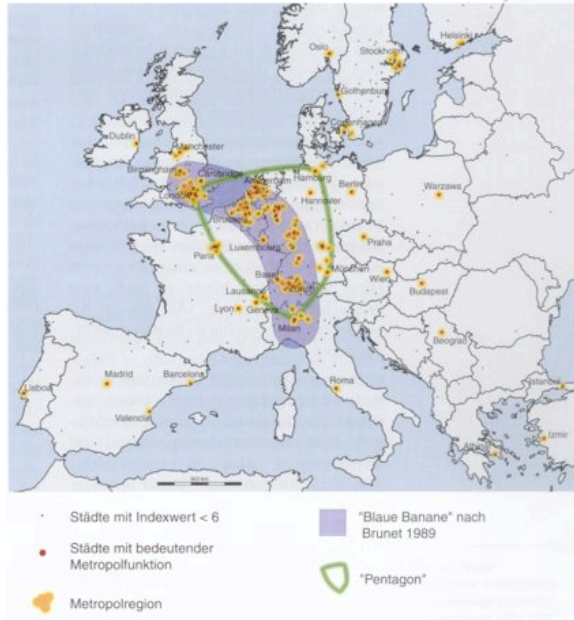 Helsinki
Oslo
Stockholm
Gothenburg
Copenhagen
Dublin
Manchester
Birmingham
Cambridge
Hamburg
Amsterdam
Berlin
London
Hannover
Warzawa
Luxembourg
Praha
Paris
München
Basel
Wien
Lausanne
Budapest
Lyon
Geneva
Milan
Beograd
Madrid
Barcelona
Roma
Istanbul
Lisboa
Valencia
Izmir
Städte mit Indexwert < 6
Städte mit bedeutender
Metropolfunktion
Metropolregion
"Blaue Banane" nach
Brunet 1989
"Pentagon"